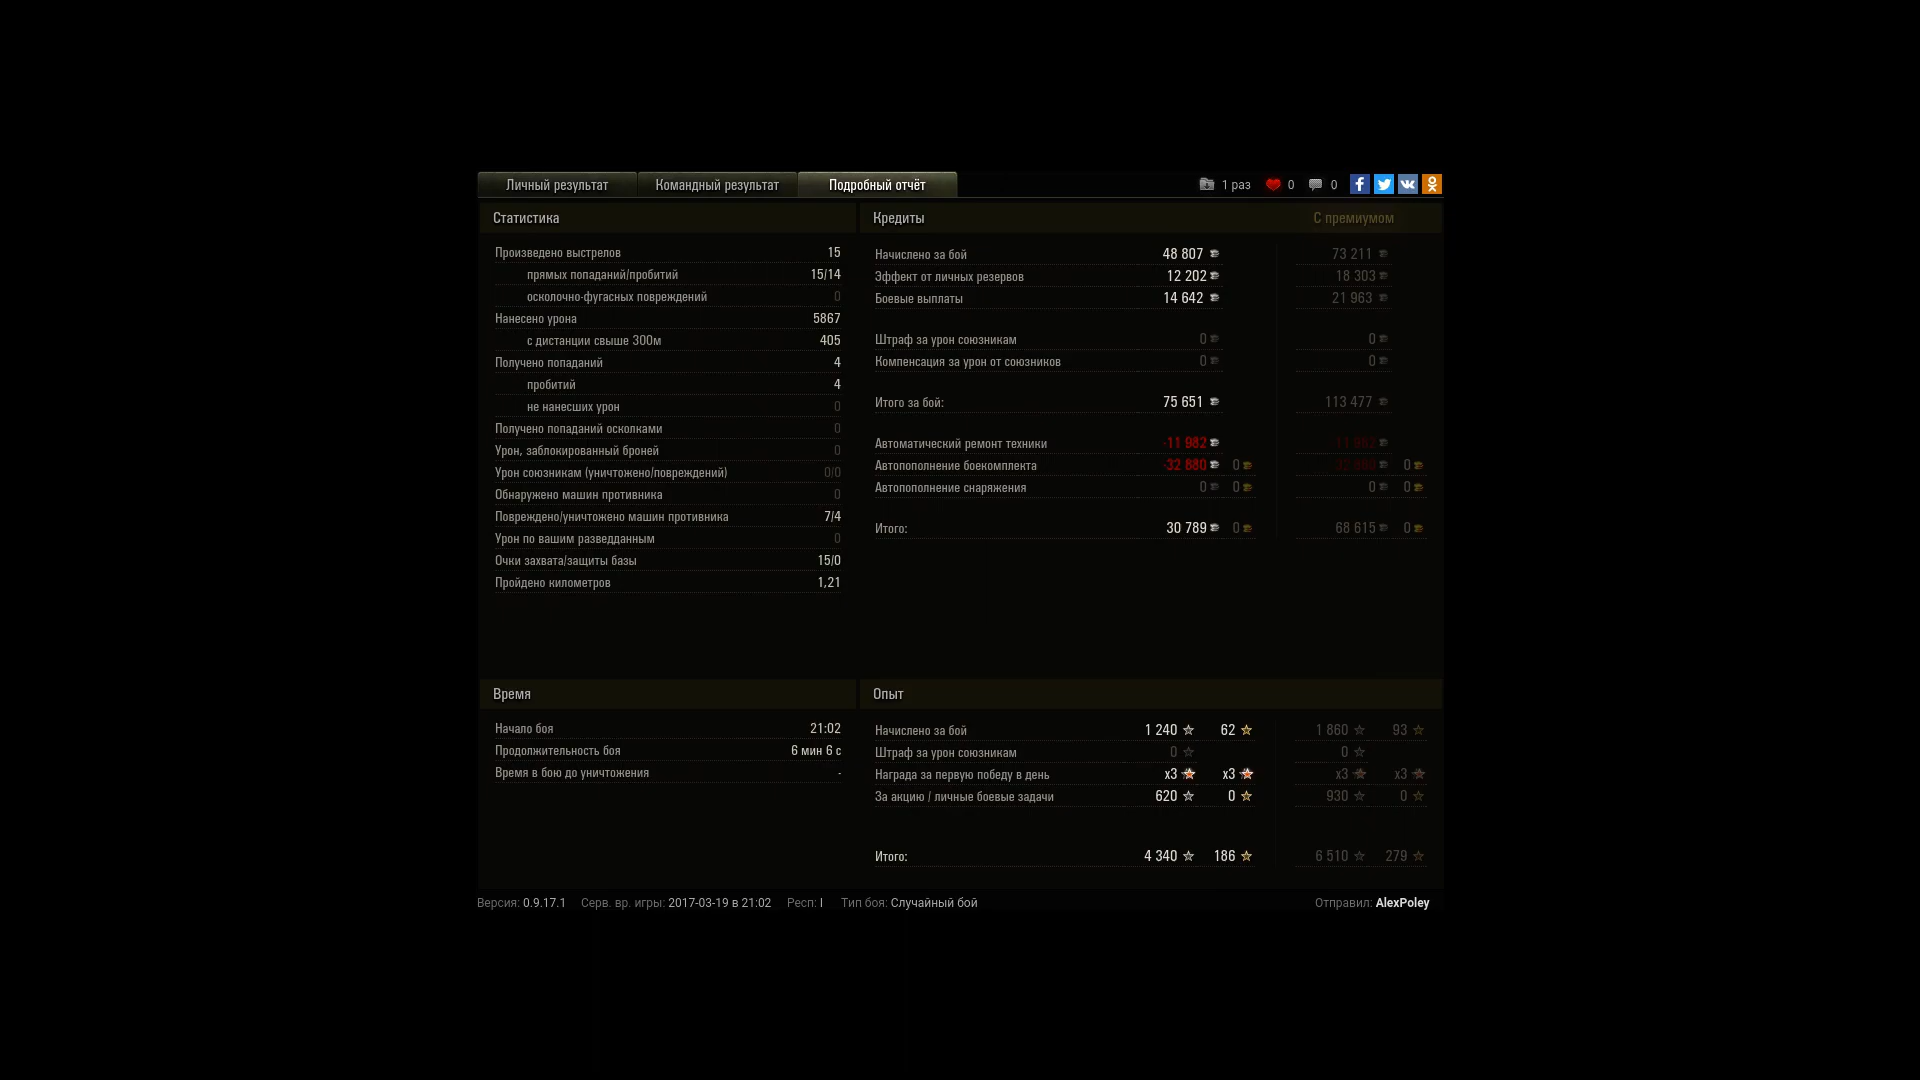 Личный результат Командный результат Подробный отчёт 1 раз 0 0
Статистика
Произведено выстрелов 15
прямых попаданий/пробитий 15/14
осколочно-фугасных повреждений 0
Нанесено урона 5867
с дистанции свыше 300м 405
Получено попаданий 4
пробитий 4
не нанесших урон 0
Получено попаданий осколками 0
Урон, заблокированный броней 0
Урон союзникам (уничтожено/повреждений) 0/0
Обнаружено машин противника 0
Повреждено/уничтожено машин противника 7/4
Урон по вашим разведданным 0
Очки захвата/защиты базы 15/0
Пройдено километров 1,21
Кредиты С премиумом
Начислено за бой 48 807 73 211
Эффект от личных резервов 12 202 18 303
Боевые выплаты 14 642 21 963
Штраф за урон союзникам 0 0
Компенсация за урон от союзников 0 0
Итого за бой: 75 651 113 477
Автоматический ремонт техники -11 982 -11 982
Автопополнение боекомплекта -32 880 0 -32 880 0
Автопополнение снаряжения 0 0 0 0
Итого: 30 789 0 68 615 0
Время
Начало боя 21:02
Продолжительность боя 6 мин 6 с
Время в бою до уничтожения -
Опыт
Начислено за бой 1 240 62 1 860 93
Штраф за урон союзникам 0 0
Награда за первую победу в день x3 x3 x3 x3
За акцию / личные боевые задачи 620 0 930 0
Итого: 4 340 186 6 510 279
Версия: 0.9.17.1 Серв. вр. игры: 2017-03-19 в 21:02 Респ: I Тип боя: Случайный бой Отправил: AlexPoley